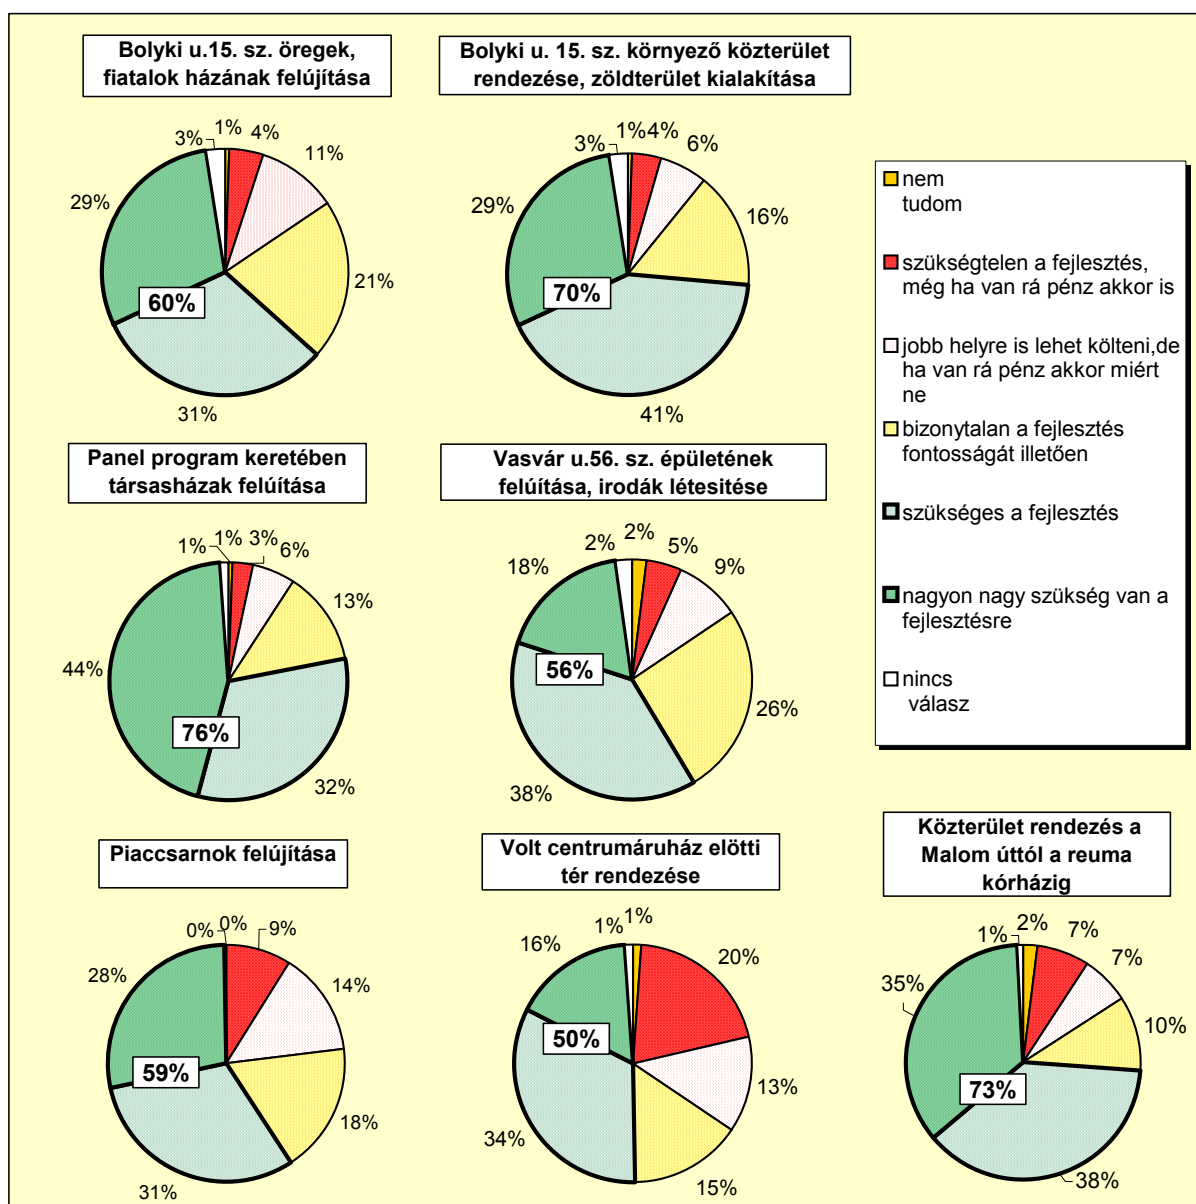 Bolyki u.15. sz. öregek,
fiatalok házának felújítása
3%
1%
4%
11%
29%
21%
60%
31%
Bolyki u. 15. sz. környező közterület
rendezése, zöldterület kialakítása
3%
1%
4%
6%
29%
16%
70%
41%
nem
tudom
szükségtelen a fejlesztés,
még ha van rá pénz akkor is
jobb helyre is lehet költeni,de
ha van rá pénz akkor miért
ne
bizonytalan a fejlesztés
fontosságát illetően
szükséges a fejlesztés
nagyon nagy szükség van a
fejlesztésre
nincs
válasz
Panel program keretében
társasházak felúítása
1%
1%
3%
6%
13%
44%
76%
32%
Vasvár u.56. sz. épületének
felúítása, irodák létesitése
2%
2%
5%
9%
18%
56%
26%
38%
Piaccsarnok felújítása
0%
0%
9%
28%
14%
59%
18%
31%
Volt centrumáruház elötti
tér rendezése
1%
1%
16%
20%
50%
13%
34%
15%
Közterület rendezés a
Malom úttól a reuma
kórházig
1%
2%
7%
7%
35%
10%
73%
38%